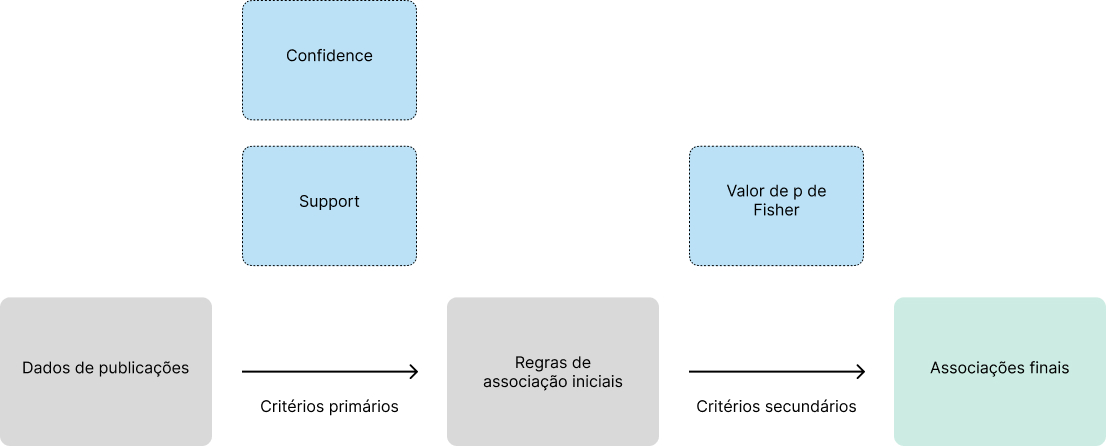 Confidence
Support
Valor de p de
Fisher
Dados de publicações
Critérios primários
Regras de
associação iniciais
Critérios secundários
Associações finais